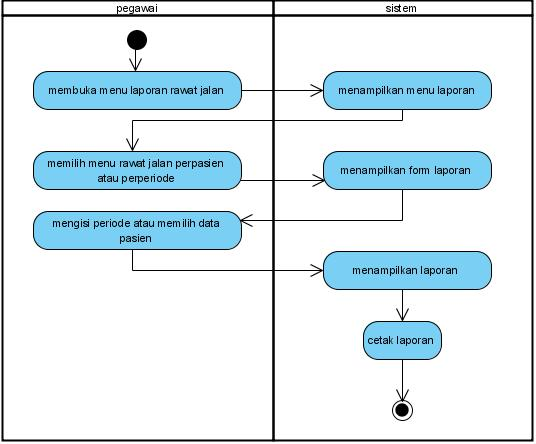 pegawai
sistem
membuka menu laporan rawat jalan
menampilkan menu laporan
memilih menu rawat jalan perpasien
atau perperiode
menampilkan form laporan
mengisi periode atau memilih data
pasien
menampilkan laporan
cetak laporan